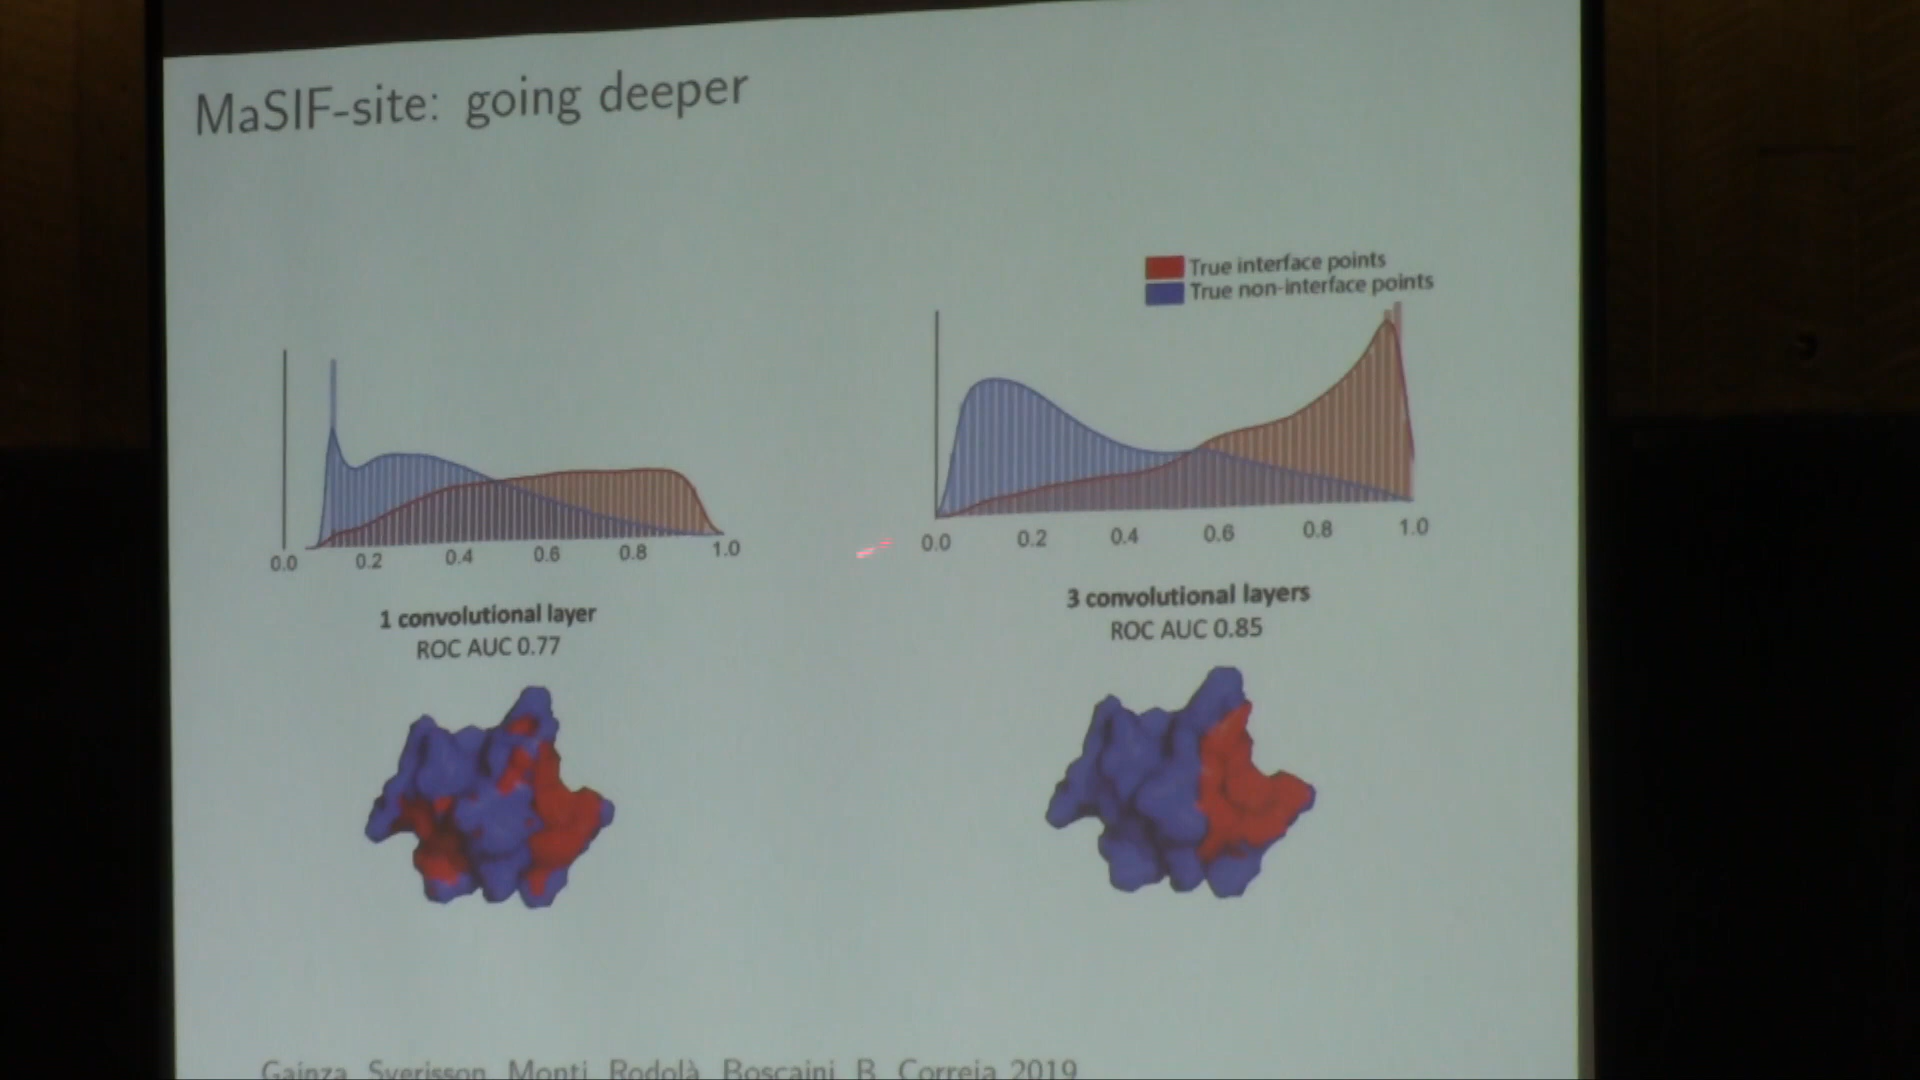 MaSIF-site: going deeper
True interface points
True non-interface points
0.0 0.2 0.4 0.6 0.8 1.0
0.0 0.2 0.4 0.6 0.8 1.0
1 convolutional layer
ROC AUC 0.77
3 convolutional layers
ROC AUC 0.85
Gainza, Sverisson, Monti, Rodolà, Boscaini, B, Correia 2019